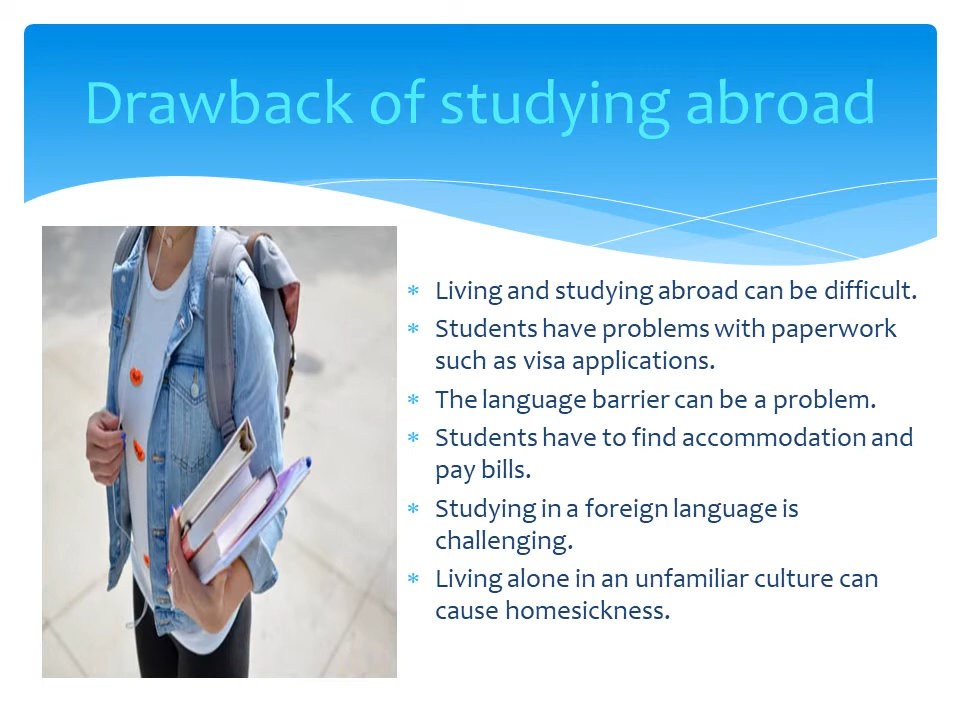 Drawback of studying abroad
* Living and studying abroad can be difficult.
* Students have problems with paperwork
such as visa applications.
* The language barrier can be a problem.
* Students have to find accommodation and
pay bills.
* Studying in a foreign language is
challenging.
* Living alone in an unfamiliar culture can
cause homesickness.